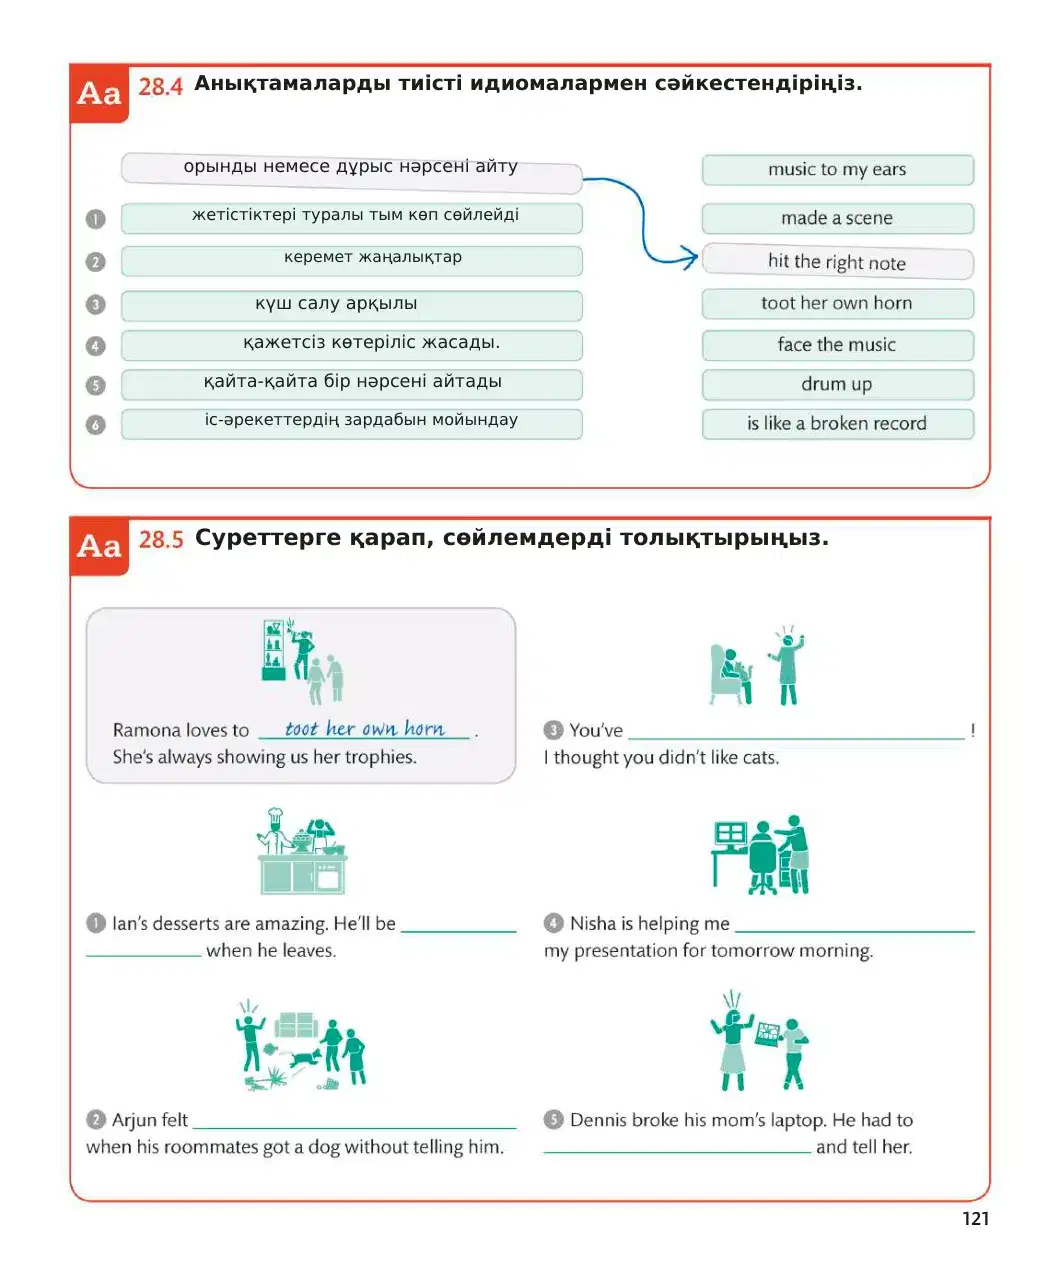 Aa 28.4 Анықтамаларды тиісті идиомалармен сәйкестендіріңіз.
орынды немесе дұрыс нәрсені айту
music to my ears
1 жетістіктері туралы тым көп сөйлейді
made a scene
2 керемет жаңалықтар
hit the right note
3 күш салу арқылы
toot her own horn
4 қажетсіз көтеріліс жасады.
face the music
5 қайта-қайта бір нәрсені айтады
drum up
6 іс-әрекеттердің зардабын мойындау
is like a broken record
Aa 28.5 Суреттерге қарап, сөйлемдерді толықтырыңыз.
Ramona loves to toot her own horn .
She's always showing us her trophies.
3 You've !
I thought you didn't like cats.
1 Ian's desserts are amazing. He'll be
when he leaves.
4 Nisha is helping me
my presentation for tomorrow morning.
2 Arjun felt
when his roommates got a dog without telling him.
5 Dennis broke his mom's laptop. He had to
and tell her.
121